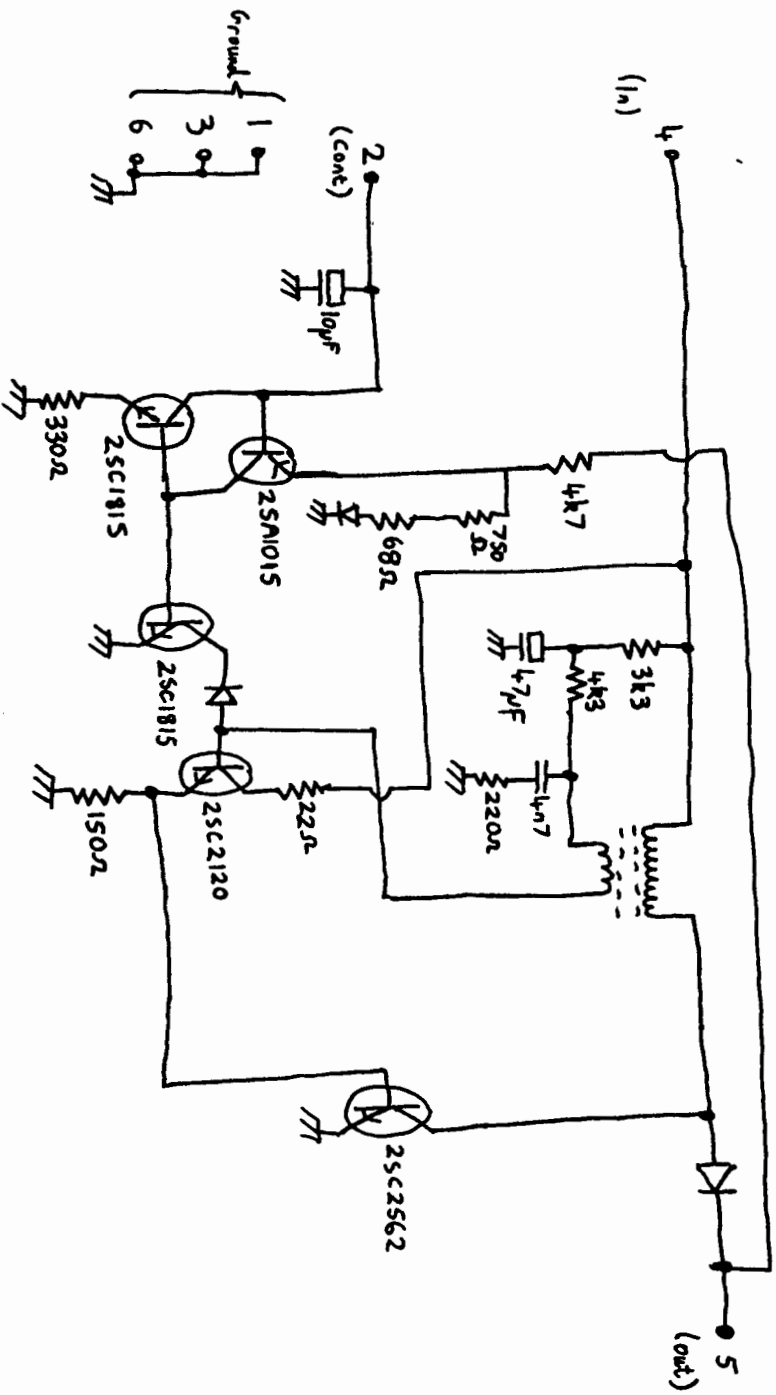 4
(In)
2
(cont)
Ground
1
3
6
10µF
330Ω
2SC1815
2SA1015
4k7
750
Ω
68Ω
2SC1815
3k3
4k3
47µF
4n7
220Ω
22Ω
2SC2120
150Ω
2SC2562
5
(out)